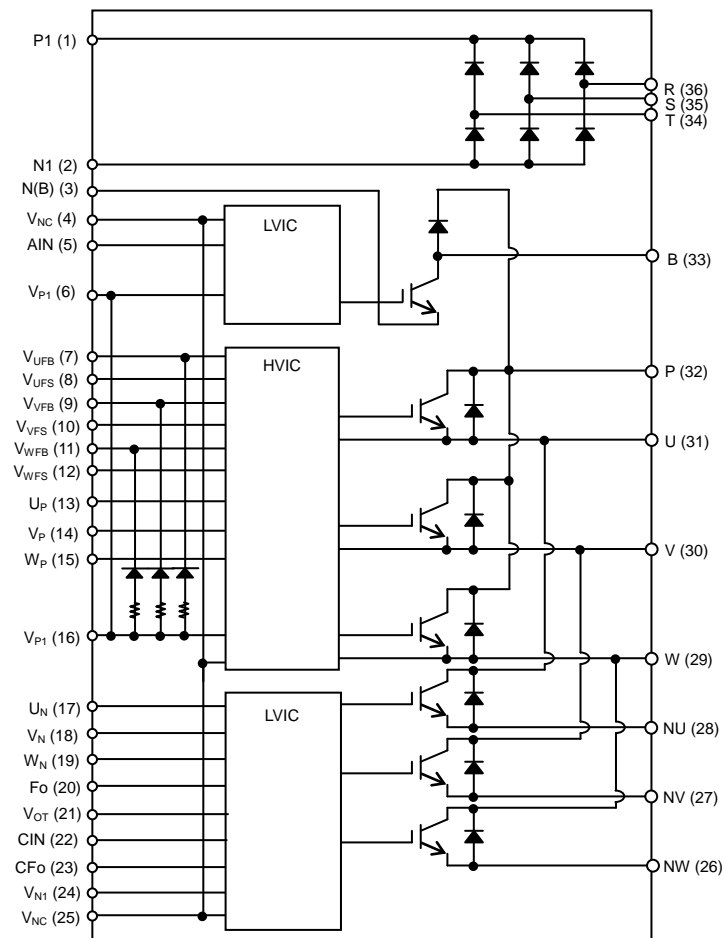 P1 (1)
N1 (2)
N(B) (3)
VNC (4)
AIN (5)
VP1 (6)
VUFB (7)
VUFS (8)
VVFB (9)
VVFS (10)
VWFB (11)
VWFS (12)
UP (13)
VP (14)
WP (15)
VP1 (16)
UN (17)
VN (18)
WN (19)
Fo (20)
VOT (21)
CIN (22)
CFo (23)
VN1 (24)
VNC (25)
LVIC
HVIC
LVIC
R (36)
S (35)
T (34)
B (33)
P (32)
U (31)
V (30)
W (29)
NU (28)
NV (27)
NW (26)